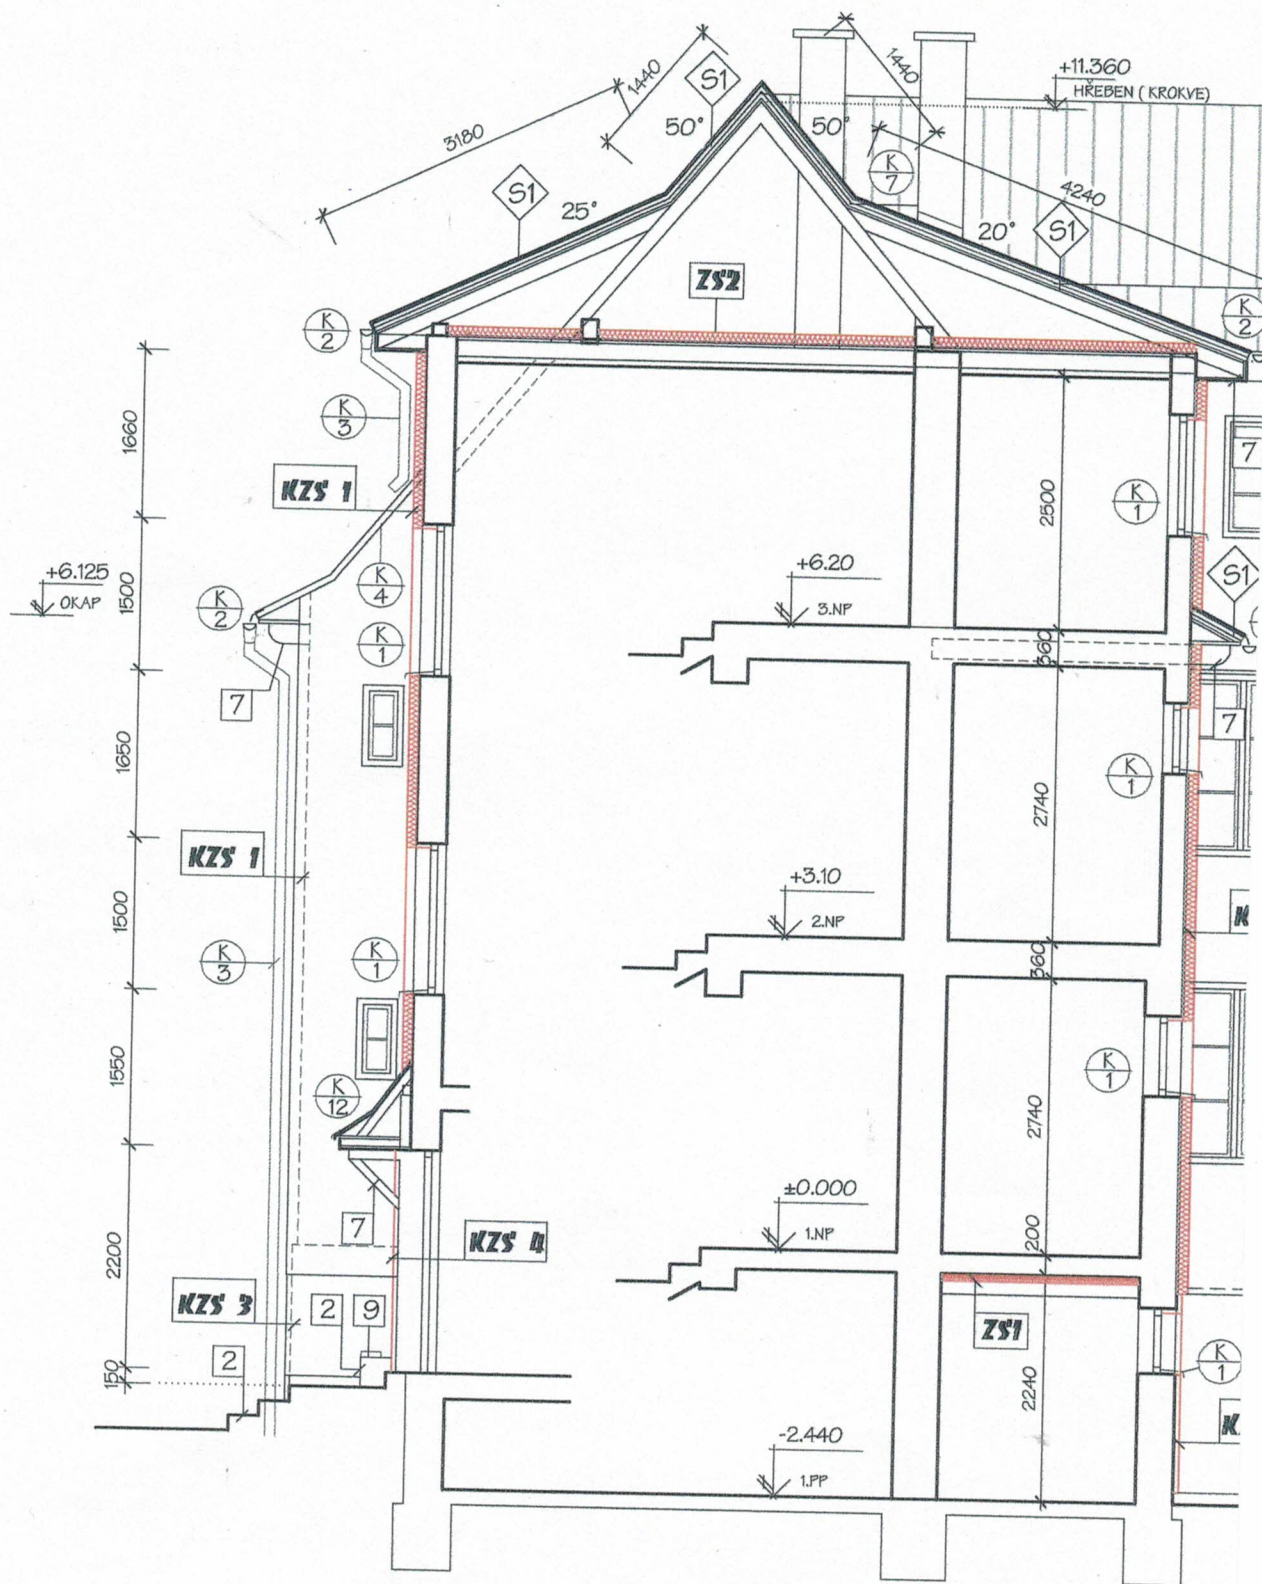 +11.360
HŘEBEN ( KROKVE)
1440
1440
S1
50°
50°
3180
K
7
4240
S1
25°
20°
S1
ZS2
K
2
K
2
K
3
1660
7
KZS 1
2500
K
1
+6.125
OKAP
K
4
+6.20
3.NP
S1
K
2
1500
K
1
360
7
7
1650
K
1
2740
KZS 1
+3.10
2.NP
1500
K
3
K
1
360
K
1
1550
K
12
2740
±0.000
1.NP
7
KZS 4
200
2200
KZS 3
2
9
ZS1
K
1
2
150
2240
-2.440
1.PP